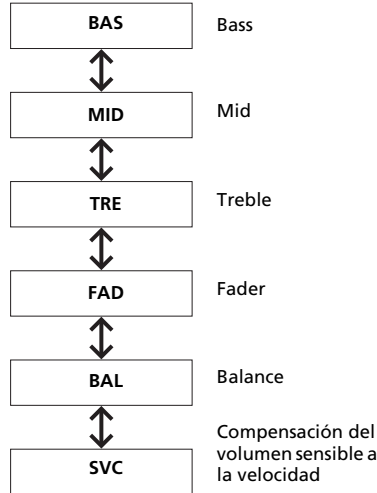 BAS
Bass
MID
Mid
TRE
Treble
FAD
Fader
BAL
Balance
SVC
Compensación del
volumen sensible a
la velocidad